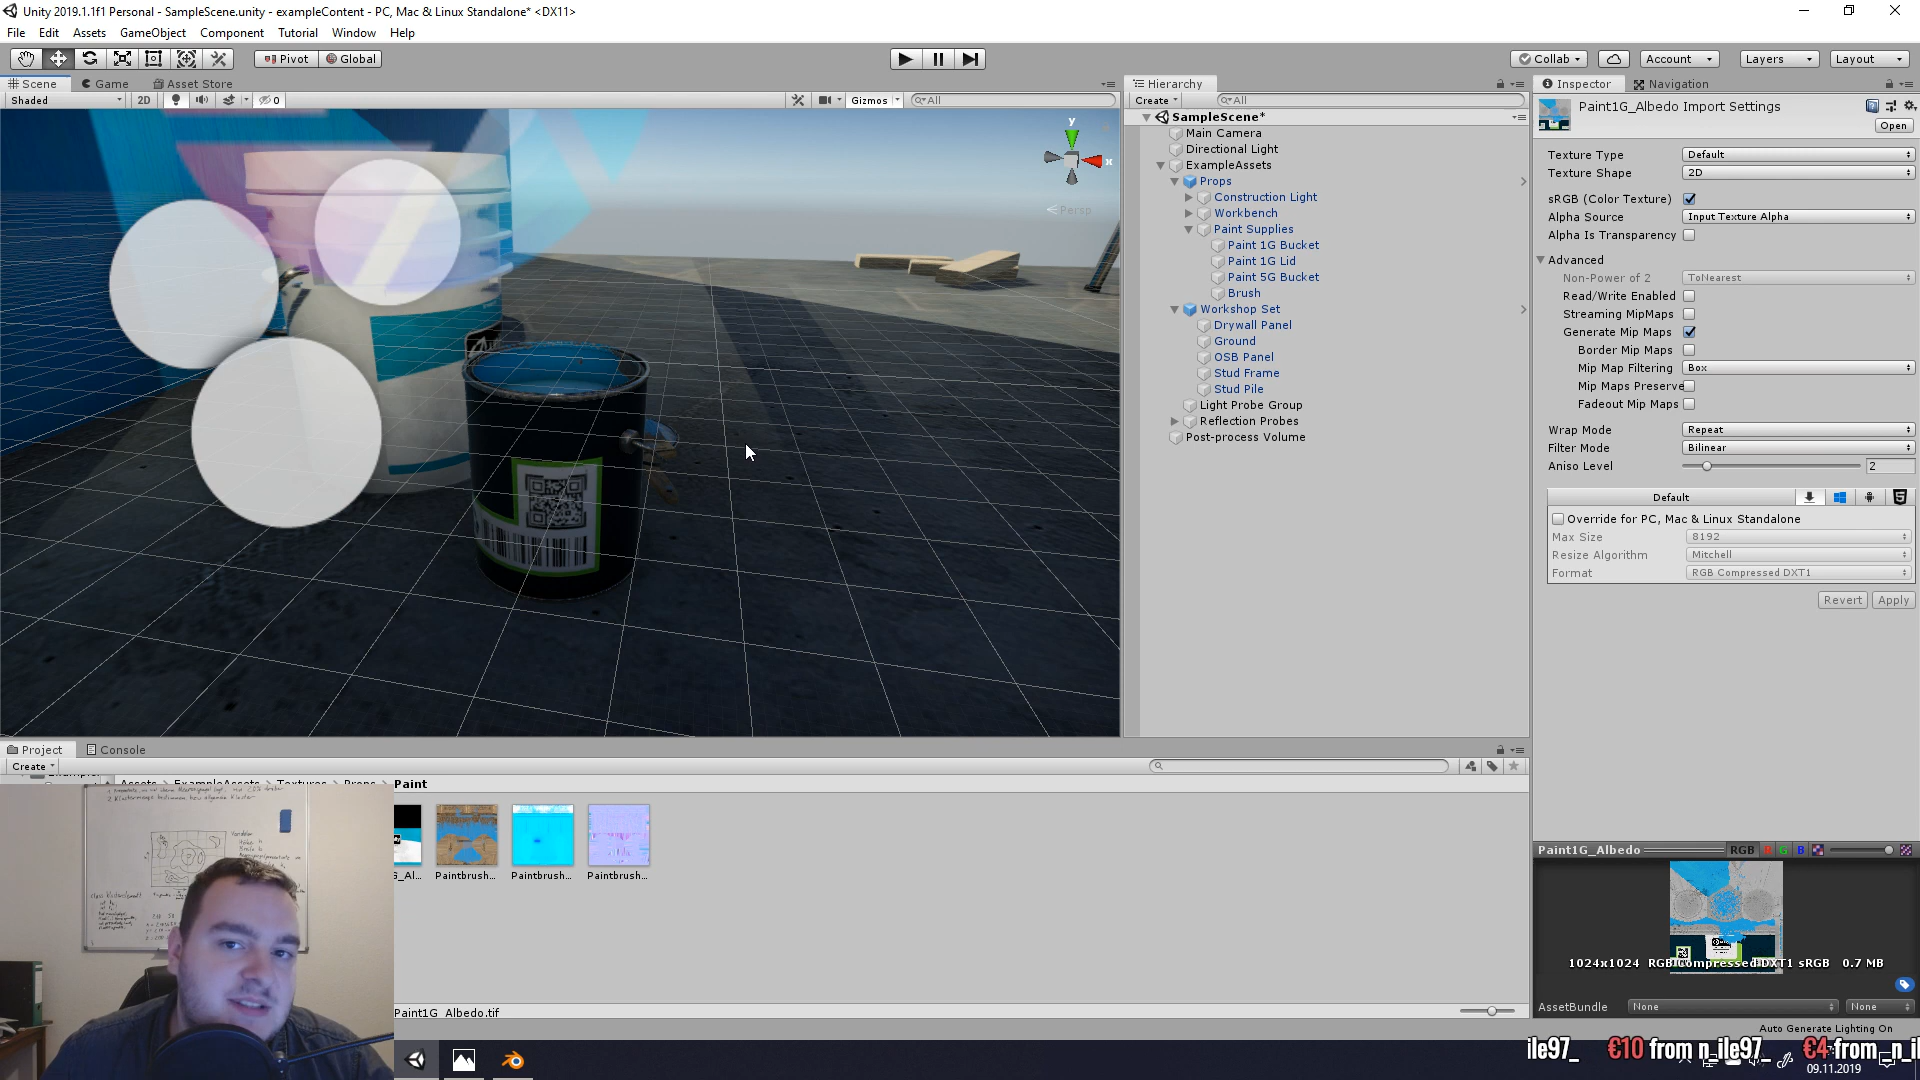 Unity 2019.1.1f1 Personal - SampleScene.unity - exampleContent - PC, Mac & Linux Standalone* <DX11>
File Edit Assets GameObject Component Tutorial Window Help
Pivot Global Collab Account Layers Layout
Scene Game Asset Store
Shaded 2D 0 Gizmos All
y
x
Persp
Hierarchy
Create All
SampleScene*
Main Camera
Directional Light
ExampleAssets
Props
Construction Light
Workbench
Paint Supplies
Paint 1G Bucket
Paint 1G Lid
Paint 5G Bucket
Brush
Workshop Set
Drywall Panel
Ground
OSB Panel
Stud Frame
Stud Pile
Light Probe Group
Reflection Probes
Post-process Volume
Inspector Navigation
Paint1G_Albedo Import Settings
Open
Texture Type Default
Texture Shape 2D
sRGB (Color Texture)
Alpha Source Input Texture Alpha
Alpha Is Transparency
Advanced
Non-Power of 2 ToNearest
Read/Write Enabled
Streaming MipMaps
Generate Mip Maps
Border Mip Maps
Mip Map Filtering Box
Mip Maps Preserve
Fadeout Mip Maps
Wrap Mode Repeat
Filter Mode Bilinear
Aniso Level 2
Default
Override for PC, Mac & Linux Standalone
Max Size 8192
Resize Algorithm Mitchell
Format RGB Compressed DXT1
Revert Apply
Project Console
Create
Assets > ExampleAssets > Textures > Props > Paint
G_Al... Paintbrush... Paintbrush... Paintbrush...
Paint1G_Albedo.tif
Paint1G_Albedo RGB R G B
1024x1024 RGB Compressed DXT1 sRGB 0.7 MB
AssetBundle None None
Auto Generate Lighting On
ile97_ €10 from n_ile97_ €4 from n_il
09.11.2019